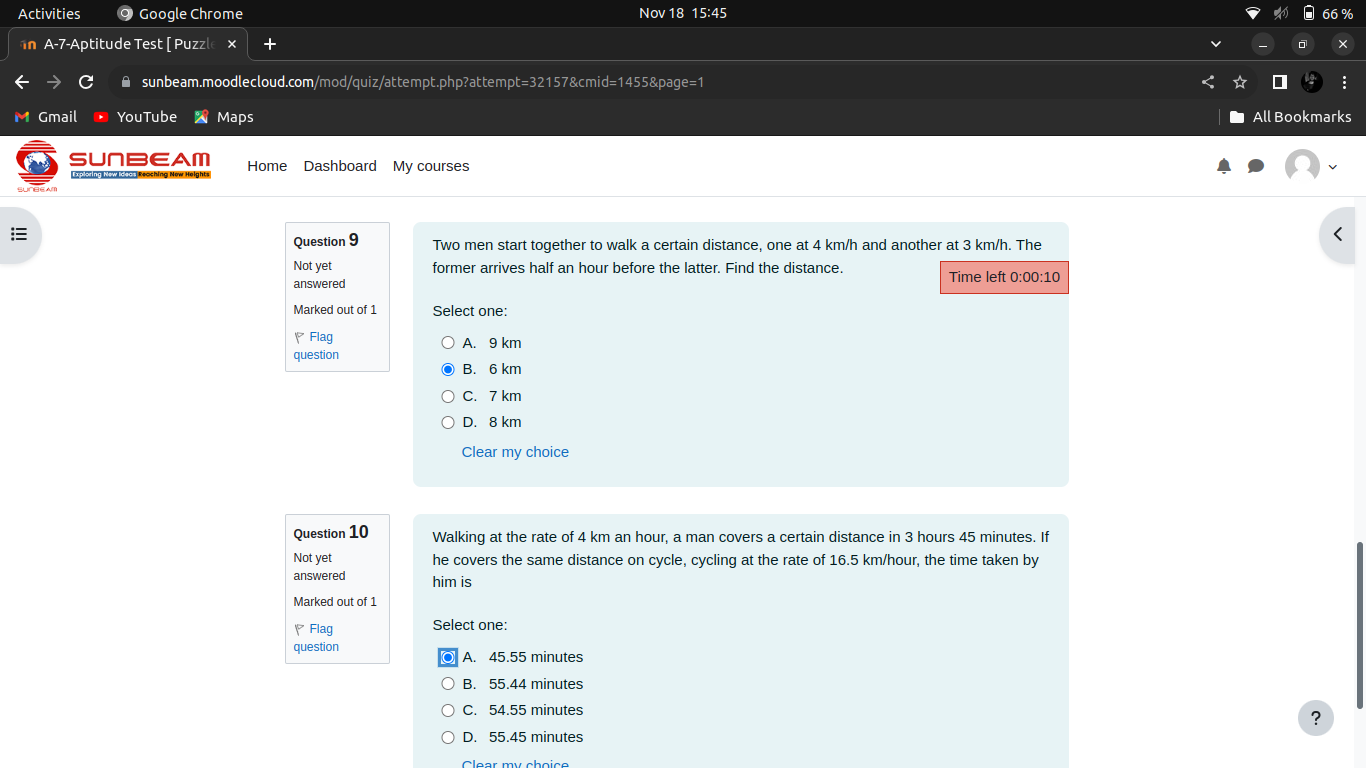 Activities
Google Chrome
Nov 18 15:45
66 %
A-7-Aptitude Test [ Puzzle
sunbeam.moodlecloud.com/mod/quiz/attempt.php?attempt=32157&cmid=1455&page=1
Gmail
YouTube
Maps
All Bookmarks
SUNBEAM
Exploring New Ideas Reaching New Heights
SUNBEAM
Home
Dashboard
My courses
Question 9
Not yet
answered
Marked out of 1
Flag
question
Two men start together to walk a certain distance, one at 4 km/h and another at 3 km/h. The
former arrives half an hour before the latter. Find the distance.
Time left 0:00:10
Select one:
A. 9 km
B. 6 km
C. 7 km
D. 8 km
Clear my choice
Question 10
Not yet
answered
Marked out of 1
Flag
question
Walking at the rate of 4 km an hour, a man covers a certain distance in 3 hours 45 minutes. If
he covers the same distance on cycle, cycling at the rate of 16.5 km/hour, the time taken by
him is
Select one:
A. 45.55 minutes
B. 55.44 minutes
C. 54.55 minutes
D. 55.45 minutes
Clear my choice
?